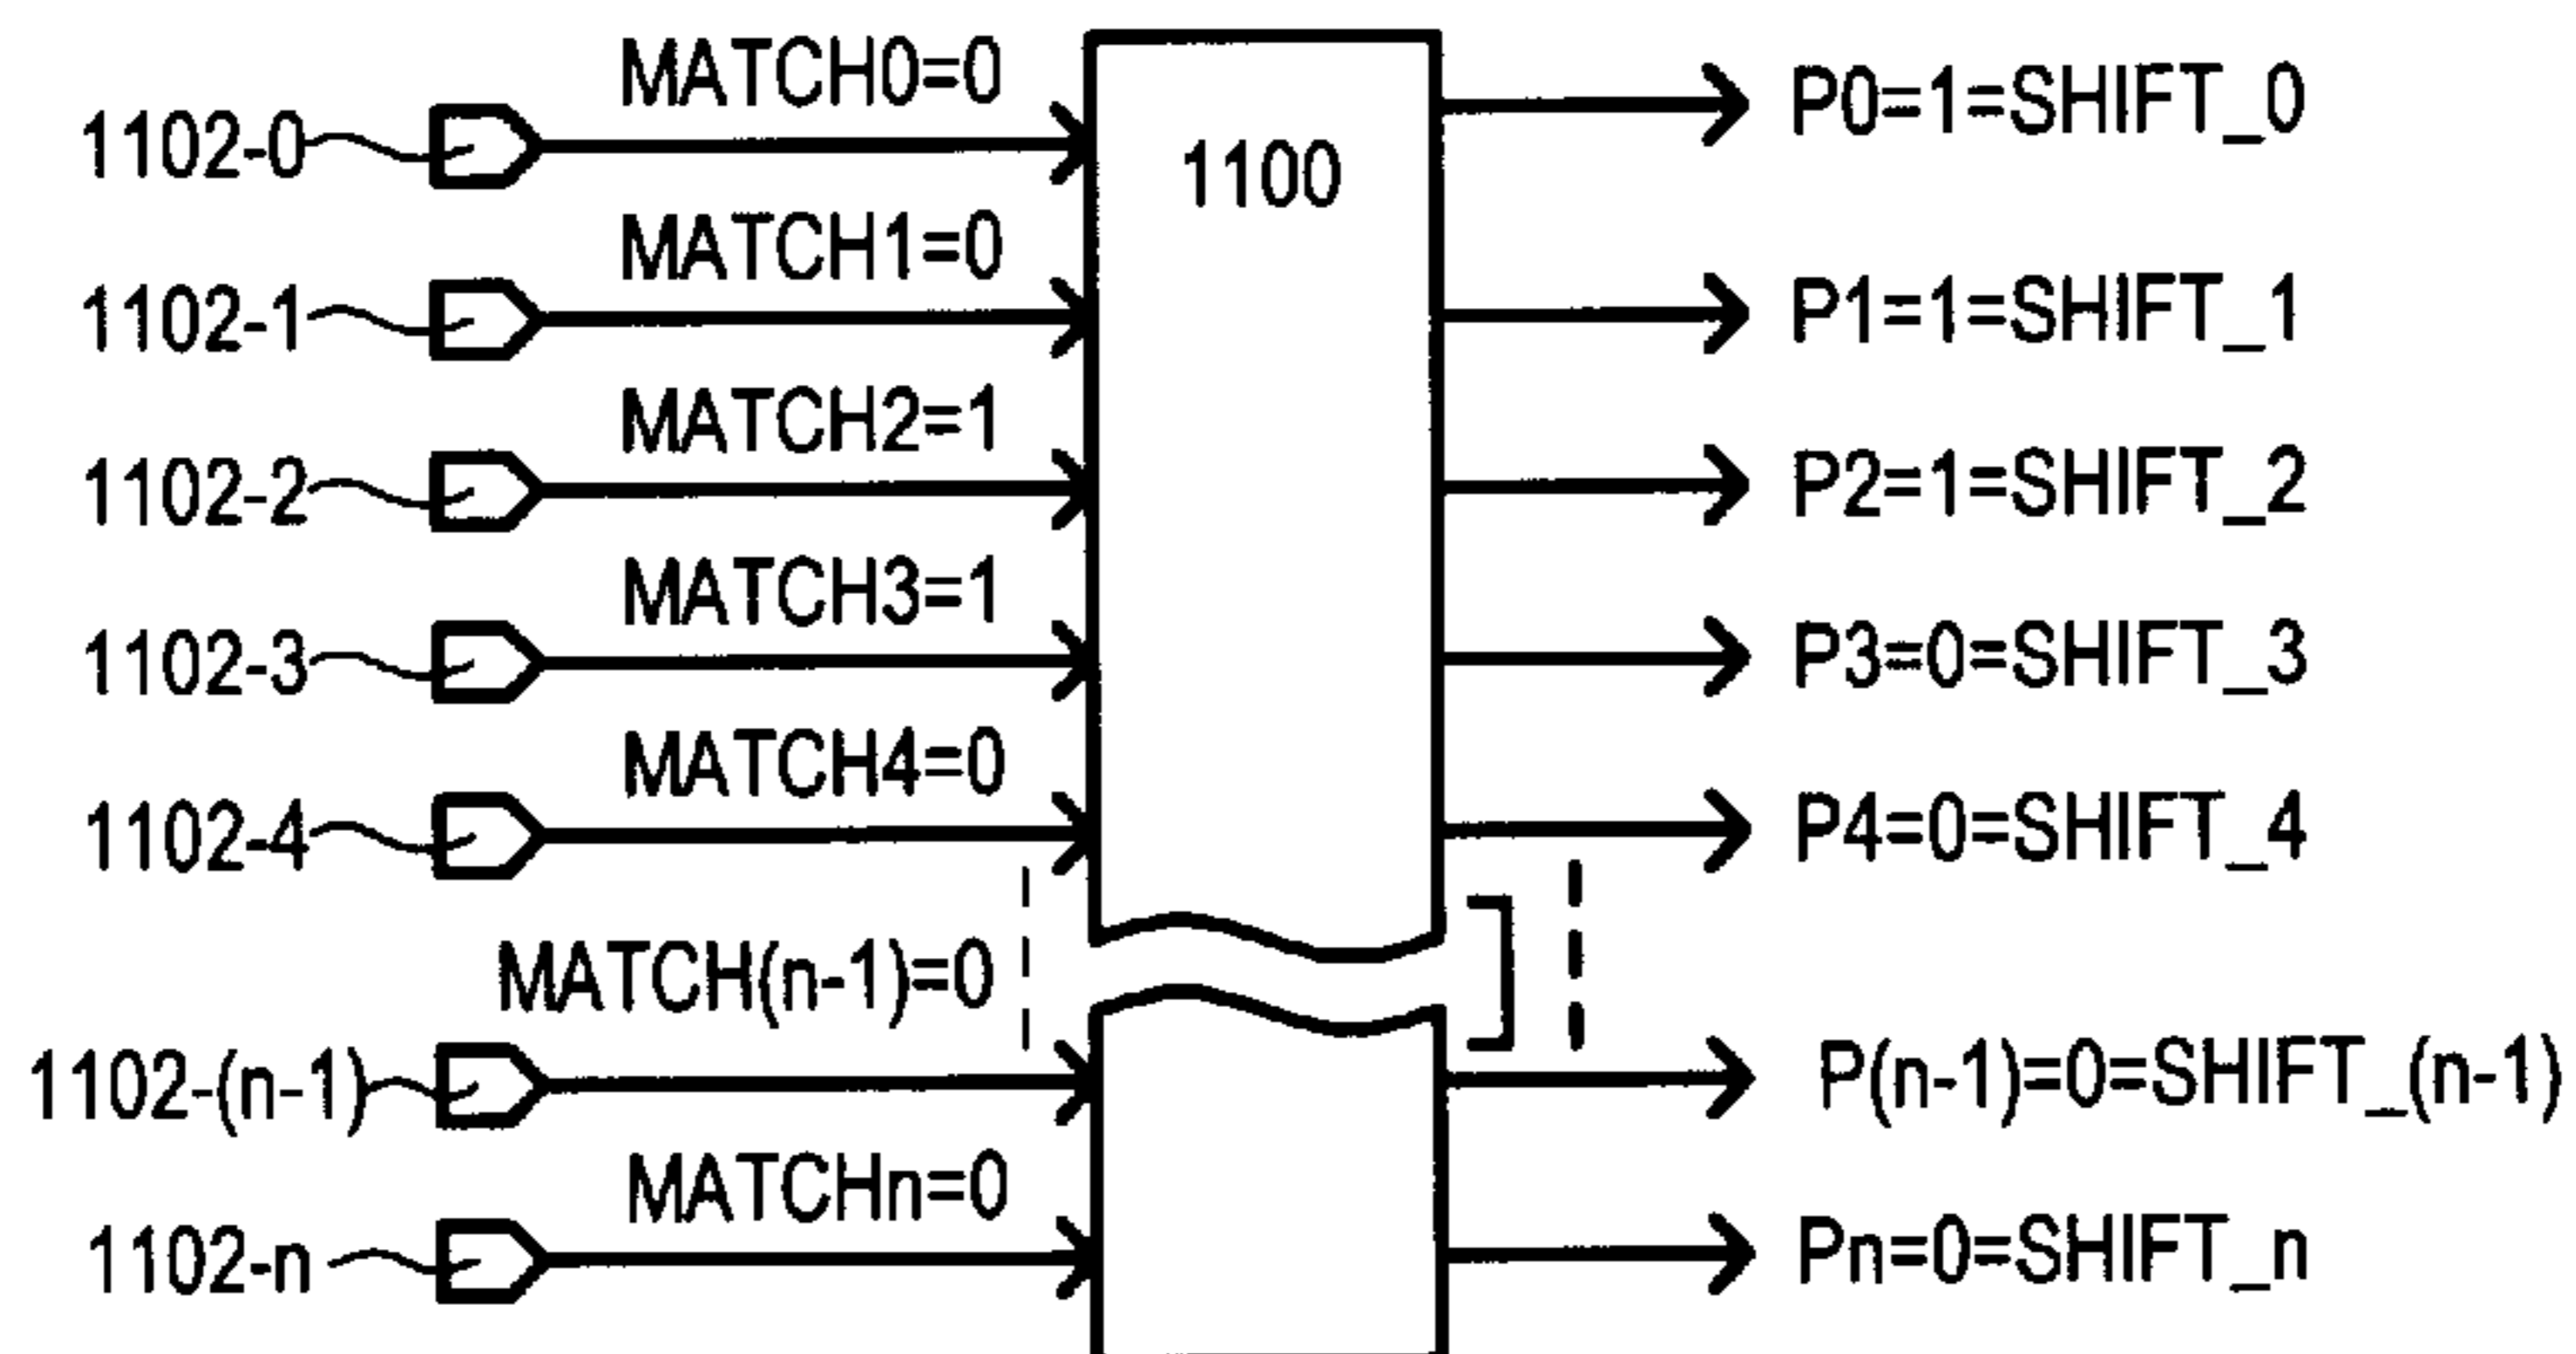 MATCH0=0
1102-0
1100
P0=1=SHIFT_0
MATCH1=0
1102-1
P1=1=SHIFT_1
MATCH2=1
1102-2
P2=1=SHIFT_2
MATCH3=1
1102-3
P3=0=SHIFT_3
MATCH4=0
1102-4
P4=0=SHIFT_4
MATCH(n-1)=0
1102-(n-1)
P(n-1)=0=SHIFT_(n-1)
MATCHn=0
1102-n
Pn=0=SHIFT_n